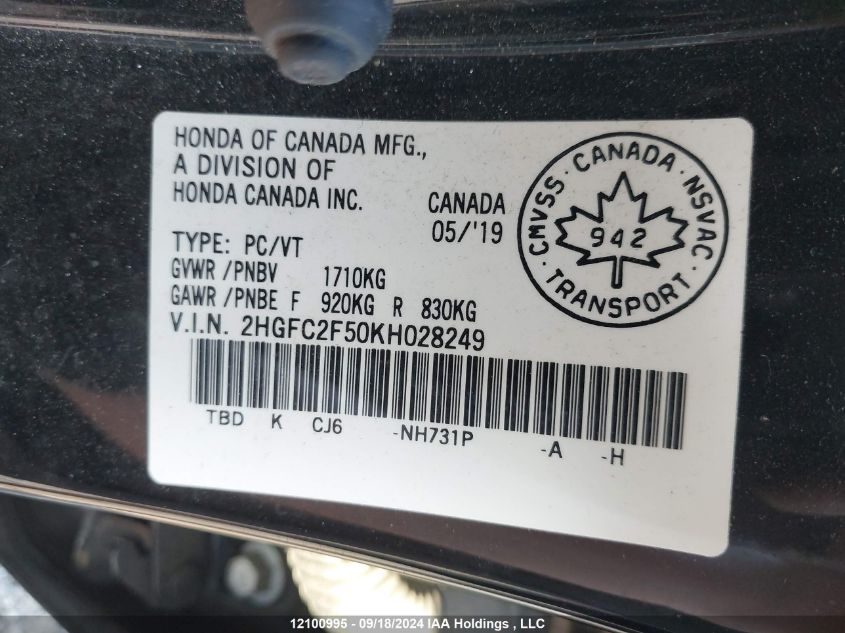 HONDA OF CANADA MFG.,
A DIVISION OF
HONDA CANADA INC.
CANADA
05/'19
TYPE: PC/VT
GVWR /PNBV 1710KG
GAWR /PNBE F 920KG R 830KG
V.I.N. 2HGFC2F50KH028249
TBD K CJ6 -NH731P -A -H
CMVSS · CANADA · NSVAC
942
TRANSPORT
12100995 - 09/18/2024 IAA Holdings , LLC